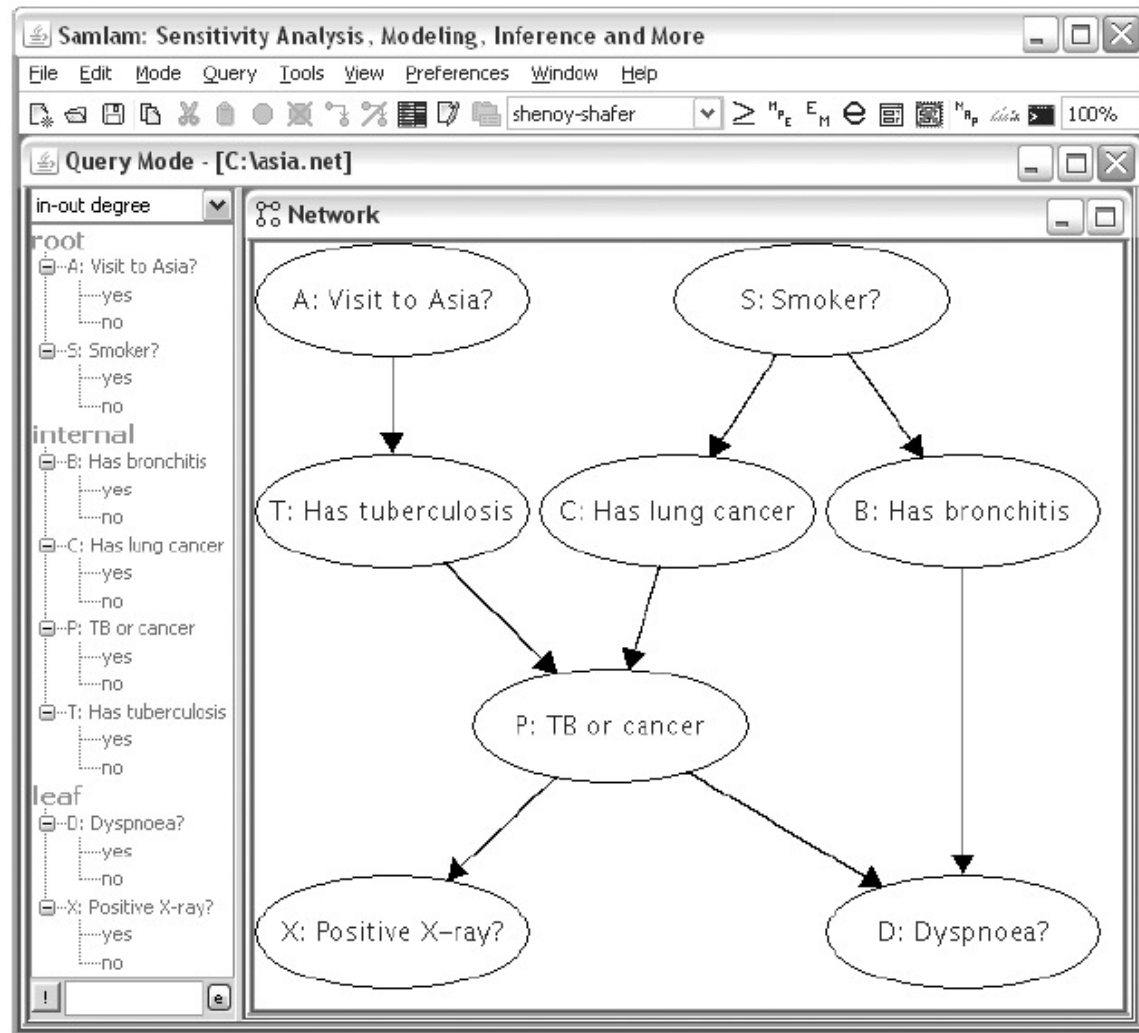 SamIam: Sensitivity Analysis, Modeling, Inference and More
File Edit Mode Query Tools View Preferences Window Help
shenoy-shafer ≥ M P E E M e M A P 100%
Query Mode - [C:\asia.net]
in-out degree
root
A: Visit to Asia?
yes
no
S: Smoker?
yes
no
internal
B: Has bronchitis
yes
no
C: Has lung cancer
yes
no
P: TB or cancer
yes
no
T: Has tuberculosis
yes
no
leaf
D: Dyspnoea?
yes
no
X: Positive X-ray?
yes
no
! e
Network
A: Visit to Asia? S: Smoker?
T: Has tuberculosis C: Has lung cancer B: Has bronchitis
P: TB or cancer
X: Positive X-ray? D: Dyspnoea?